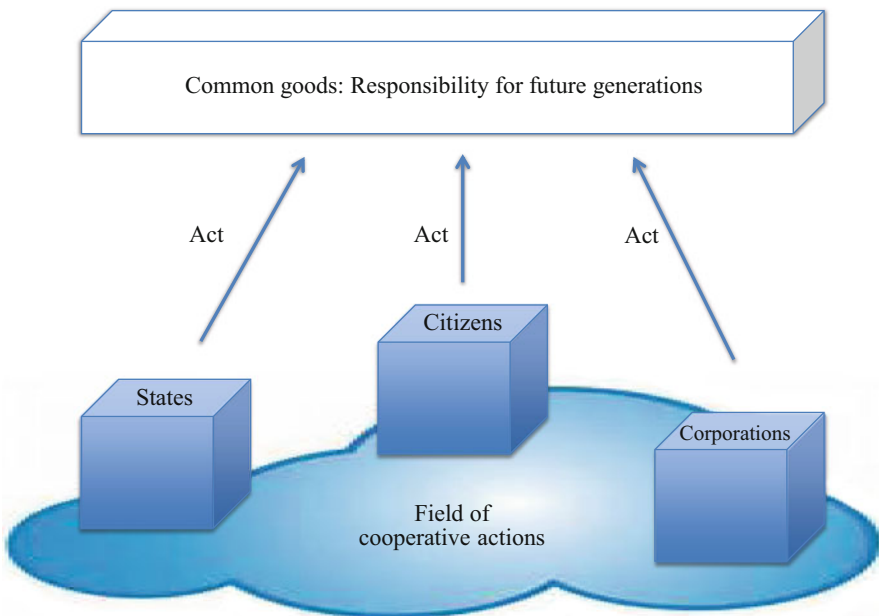 Common goods: Responsibility for future generations
Act
Act
Act
Citizens
States
Corporations
Field of
cooperative actions